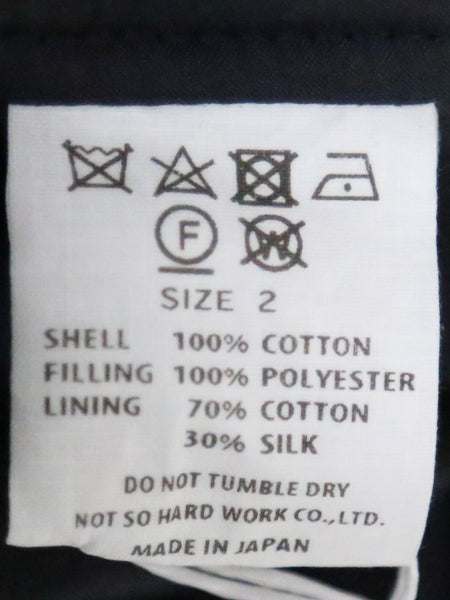 F W
SIZE 2
SHELL 100% COTTON
FILLING 100% POLYESTER
LINING 70% COTTON
30% SILK
DO NOT TUMBLE DRY
NOT SO HARD WORK CO.,LTD.
MADE IN JAPAN